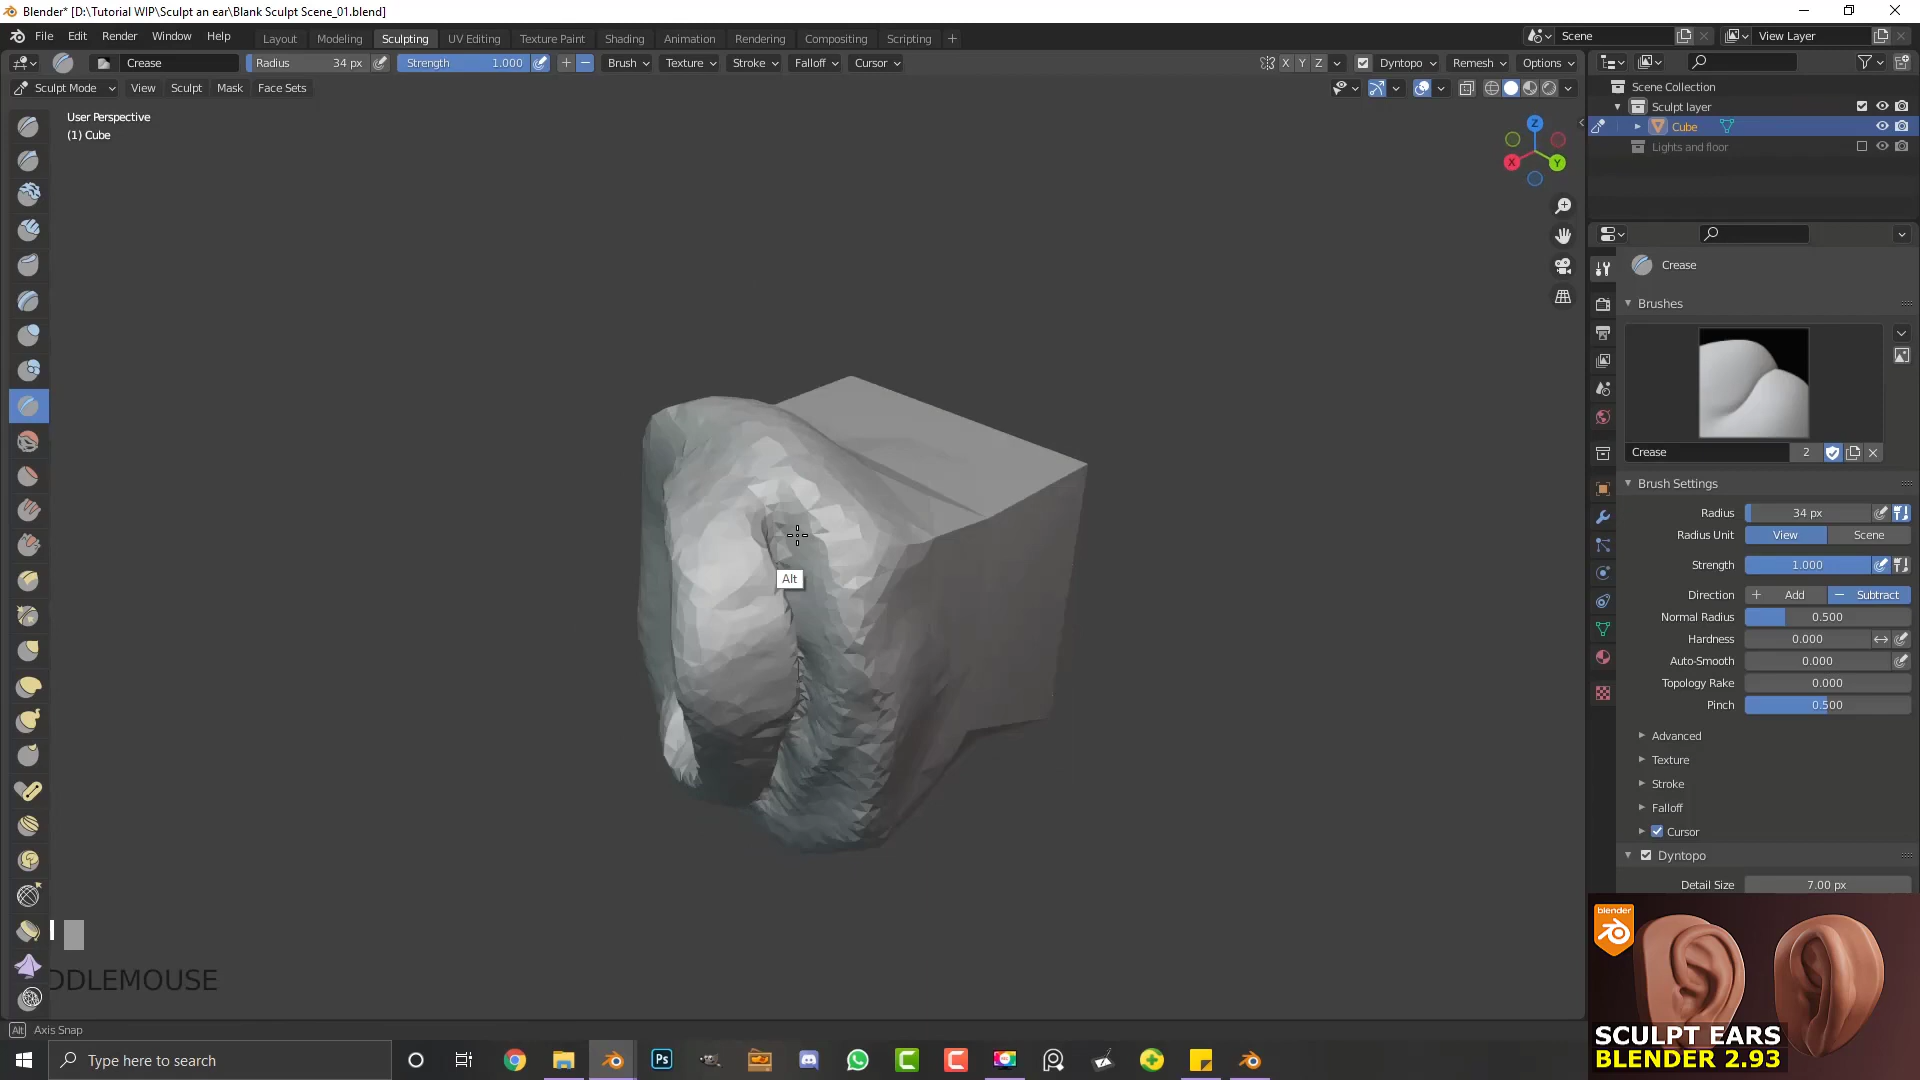 Blender* [D:\Tutorial WIP\Sculpt an ear\Blank Sculpt Scene_01.blend]
File Edit Render Window Help Layout Modeling Sculpting UV Editing Texture Paint Shading Animation Rendering Compositing Scripting + Scene View Layer
Crease Radius 34 px Strength 1.000 + − Brush Texture Stroke Falloff Cursor X Y Z Dyntopo Remesh Options
Sculpt Mode View Sculpt Mask Face Sets
User Perspective
(1) Cube
Z
X Y
Alt
DDLEMOUSE
Alt Axis Snap
Scene Collection
Sculpt layer
Cube
Lights and floor
Crease
Brushes
Crease 2
Brush Settings
Radius 34 px
Radius Unit View Scene
Strength 1.000
Direction + Add − Subtract
Normal Radius 0.500
Hardness 0.000
Auto-Smooth 0.000
Topology Rake 0.000
Pinch 0.500
Advanced
Texture
Stroke
Falloff
Cursor
Dyntopo
Detail Size 7.00 px
blender
SCULPT EARS
BLENDER 2.93
Type here to search
Ps